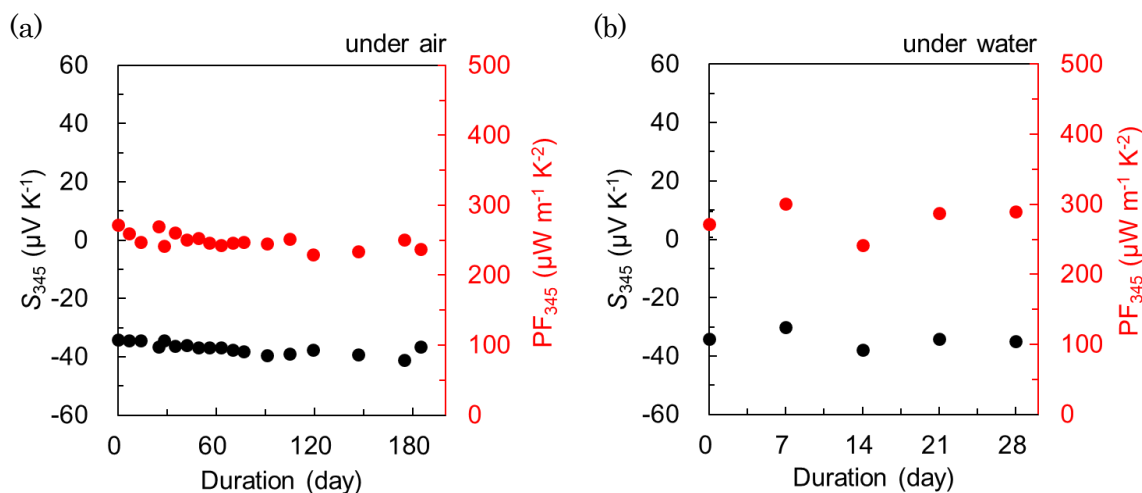 (a)
under air
60
40
20
0
-20
-40
-60
S345 (μV K-1)
500
400
300
200
100
0
PF345 (μW m-1 K-2)
0 60 120 180
Duration (day)
(b)
under water
60
40
20
0
-20
-40
-60
S345 (μV K-1)
500
400
300
200
100
0
PF345 (μW m-1 K-2)
0 7 14 21 28
Duration (day)